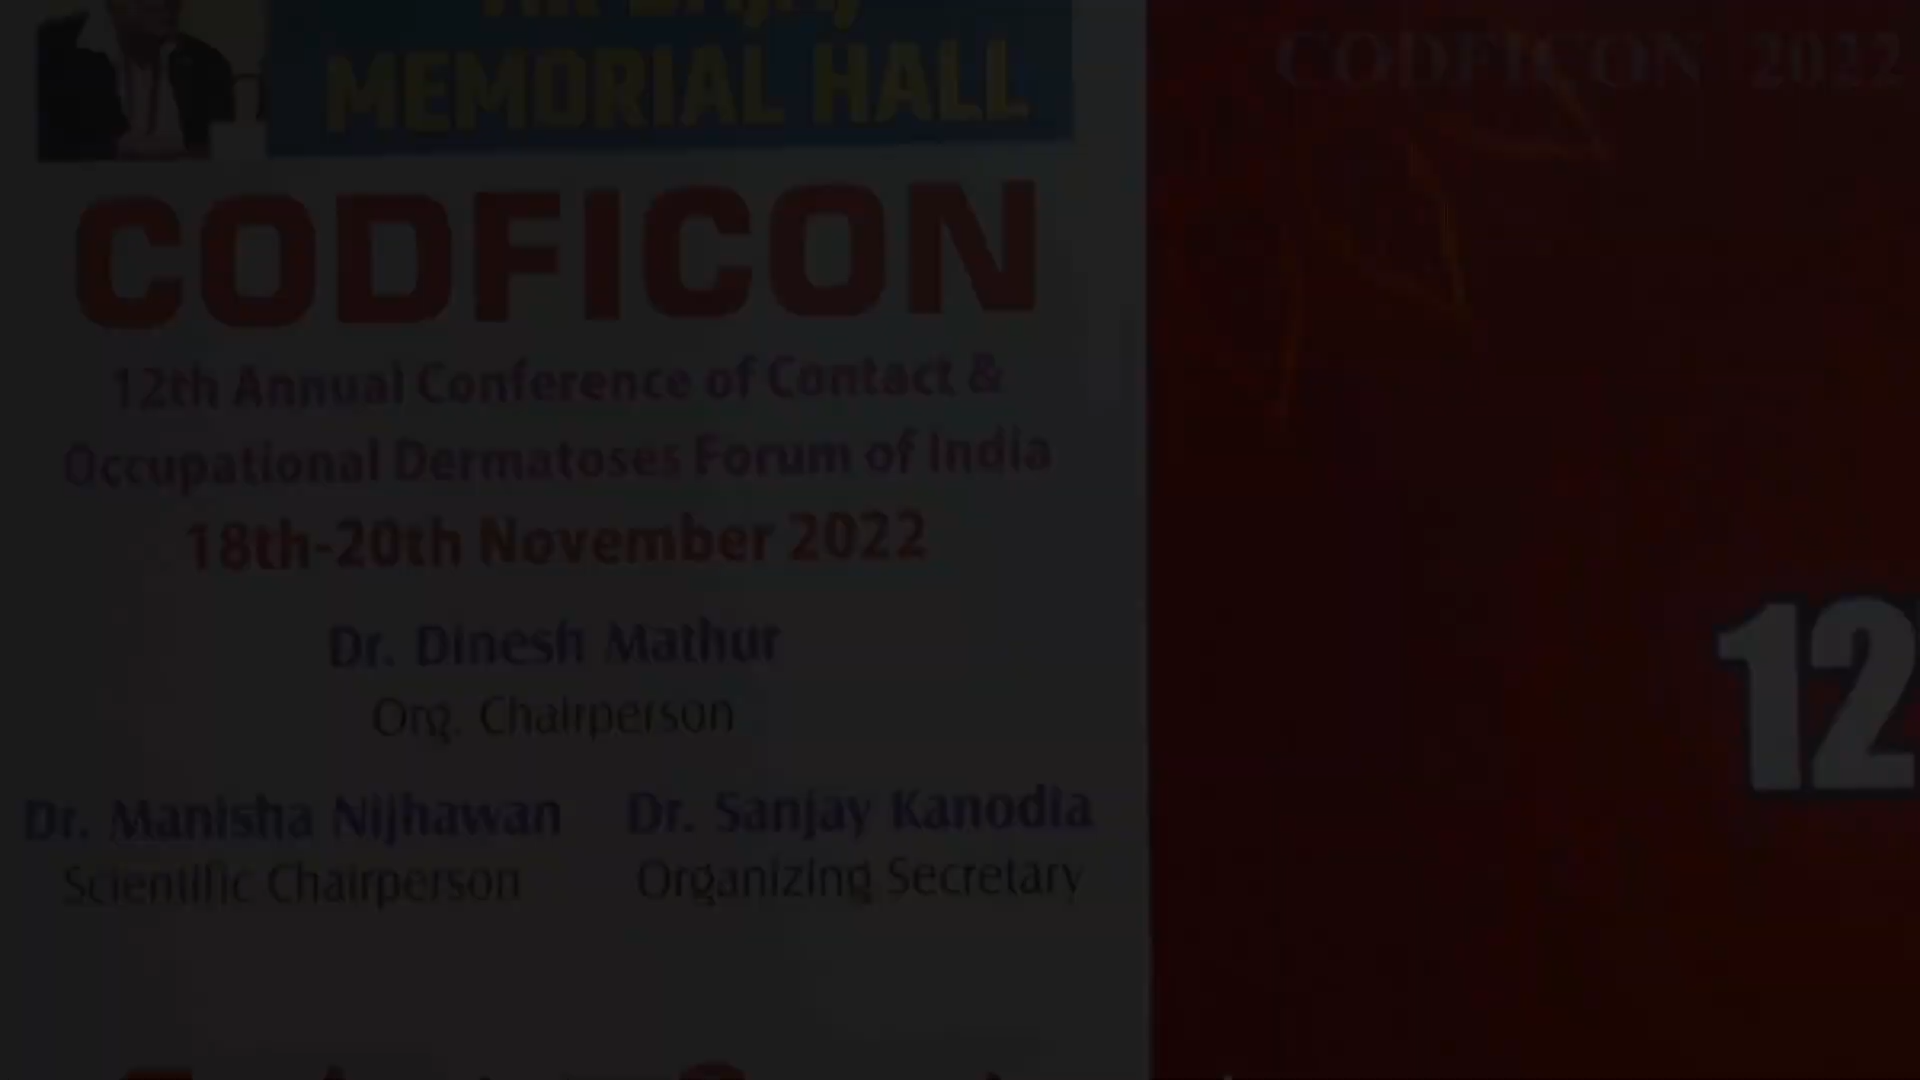 MEMORIAL HALL
CODFICON
12th Annual Conference of Contact &
Occupational Dermatoses Forum of India
18th-20th November 2022
Dr. Dinesh Mathur
Org. Chairperson
Dr. Manisha Nijhawan
Scientific Chairperson
Dr. Sanjay Kanodia
Organizing Secretary
CODFICON 2022
12